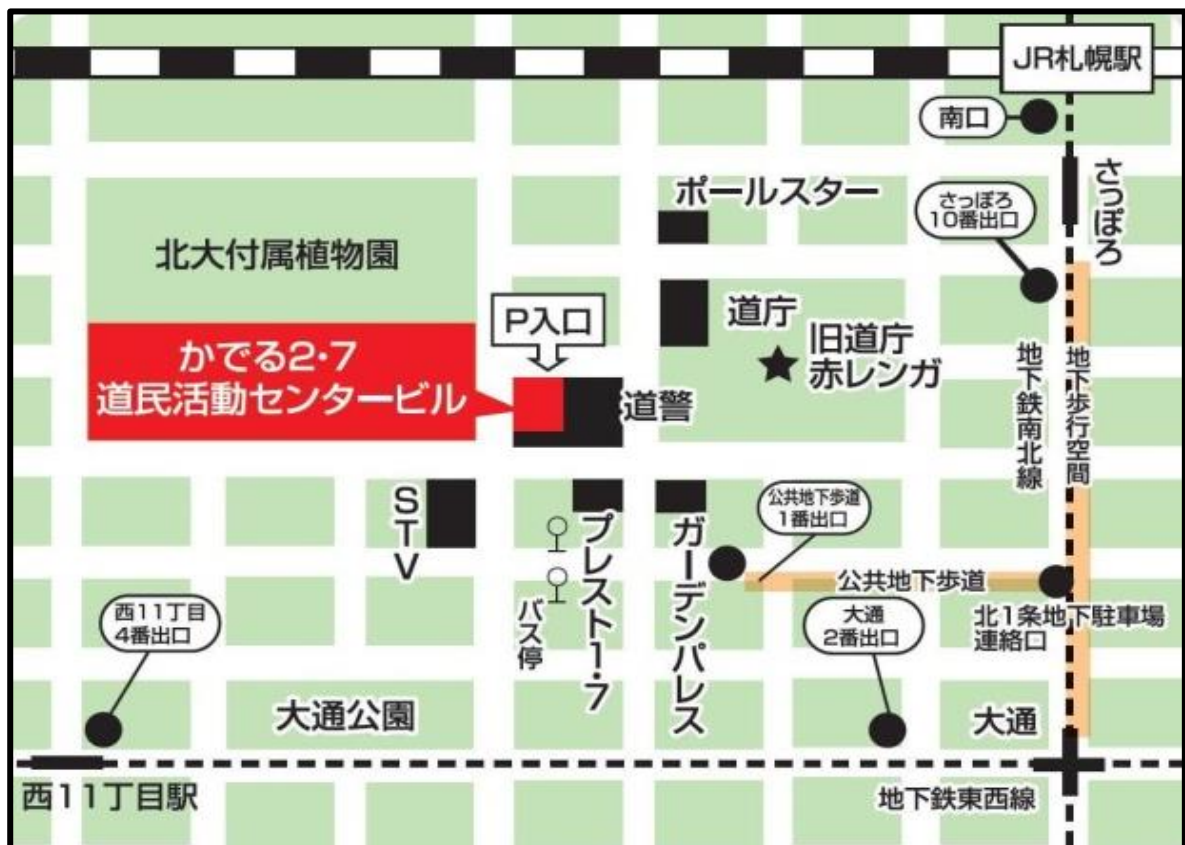 JR札幌駅
南口
さっぽろ
ポールスター
さっぽろ
10番出口
北大付属植物園
P入口
道庁
旧道庁
赤レンガ
かでる2・7
道民活動センタービル
道警
地下鉄南北線
地下歩行空間
STV
プレスト1・7
ガーデンパレス
公共地下歩道
1番出口
公共地下歩道
バス停
西11丁目
4番出口
大通
2番出口
北1条地下駐車場
連絡口
大通公園
大通
西11丁目駅
地下鉄東西線